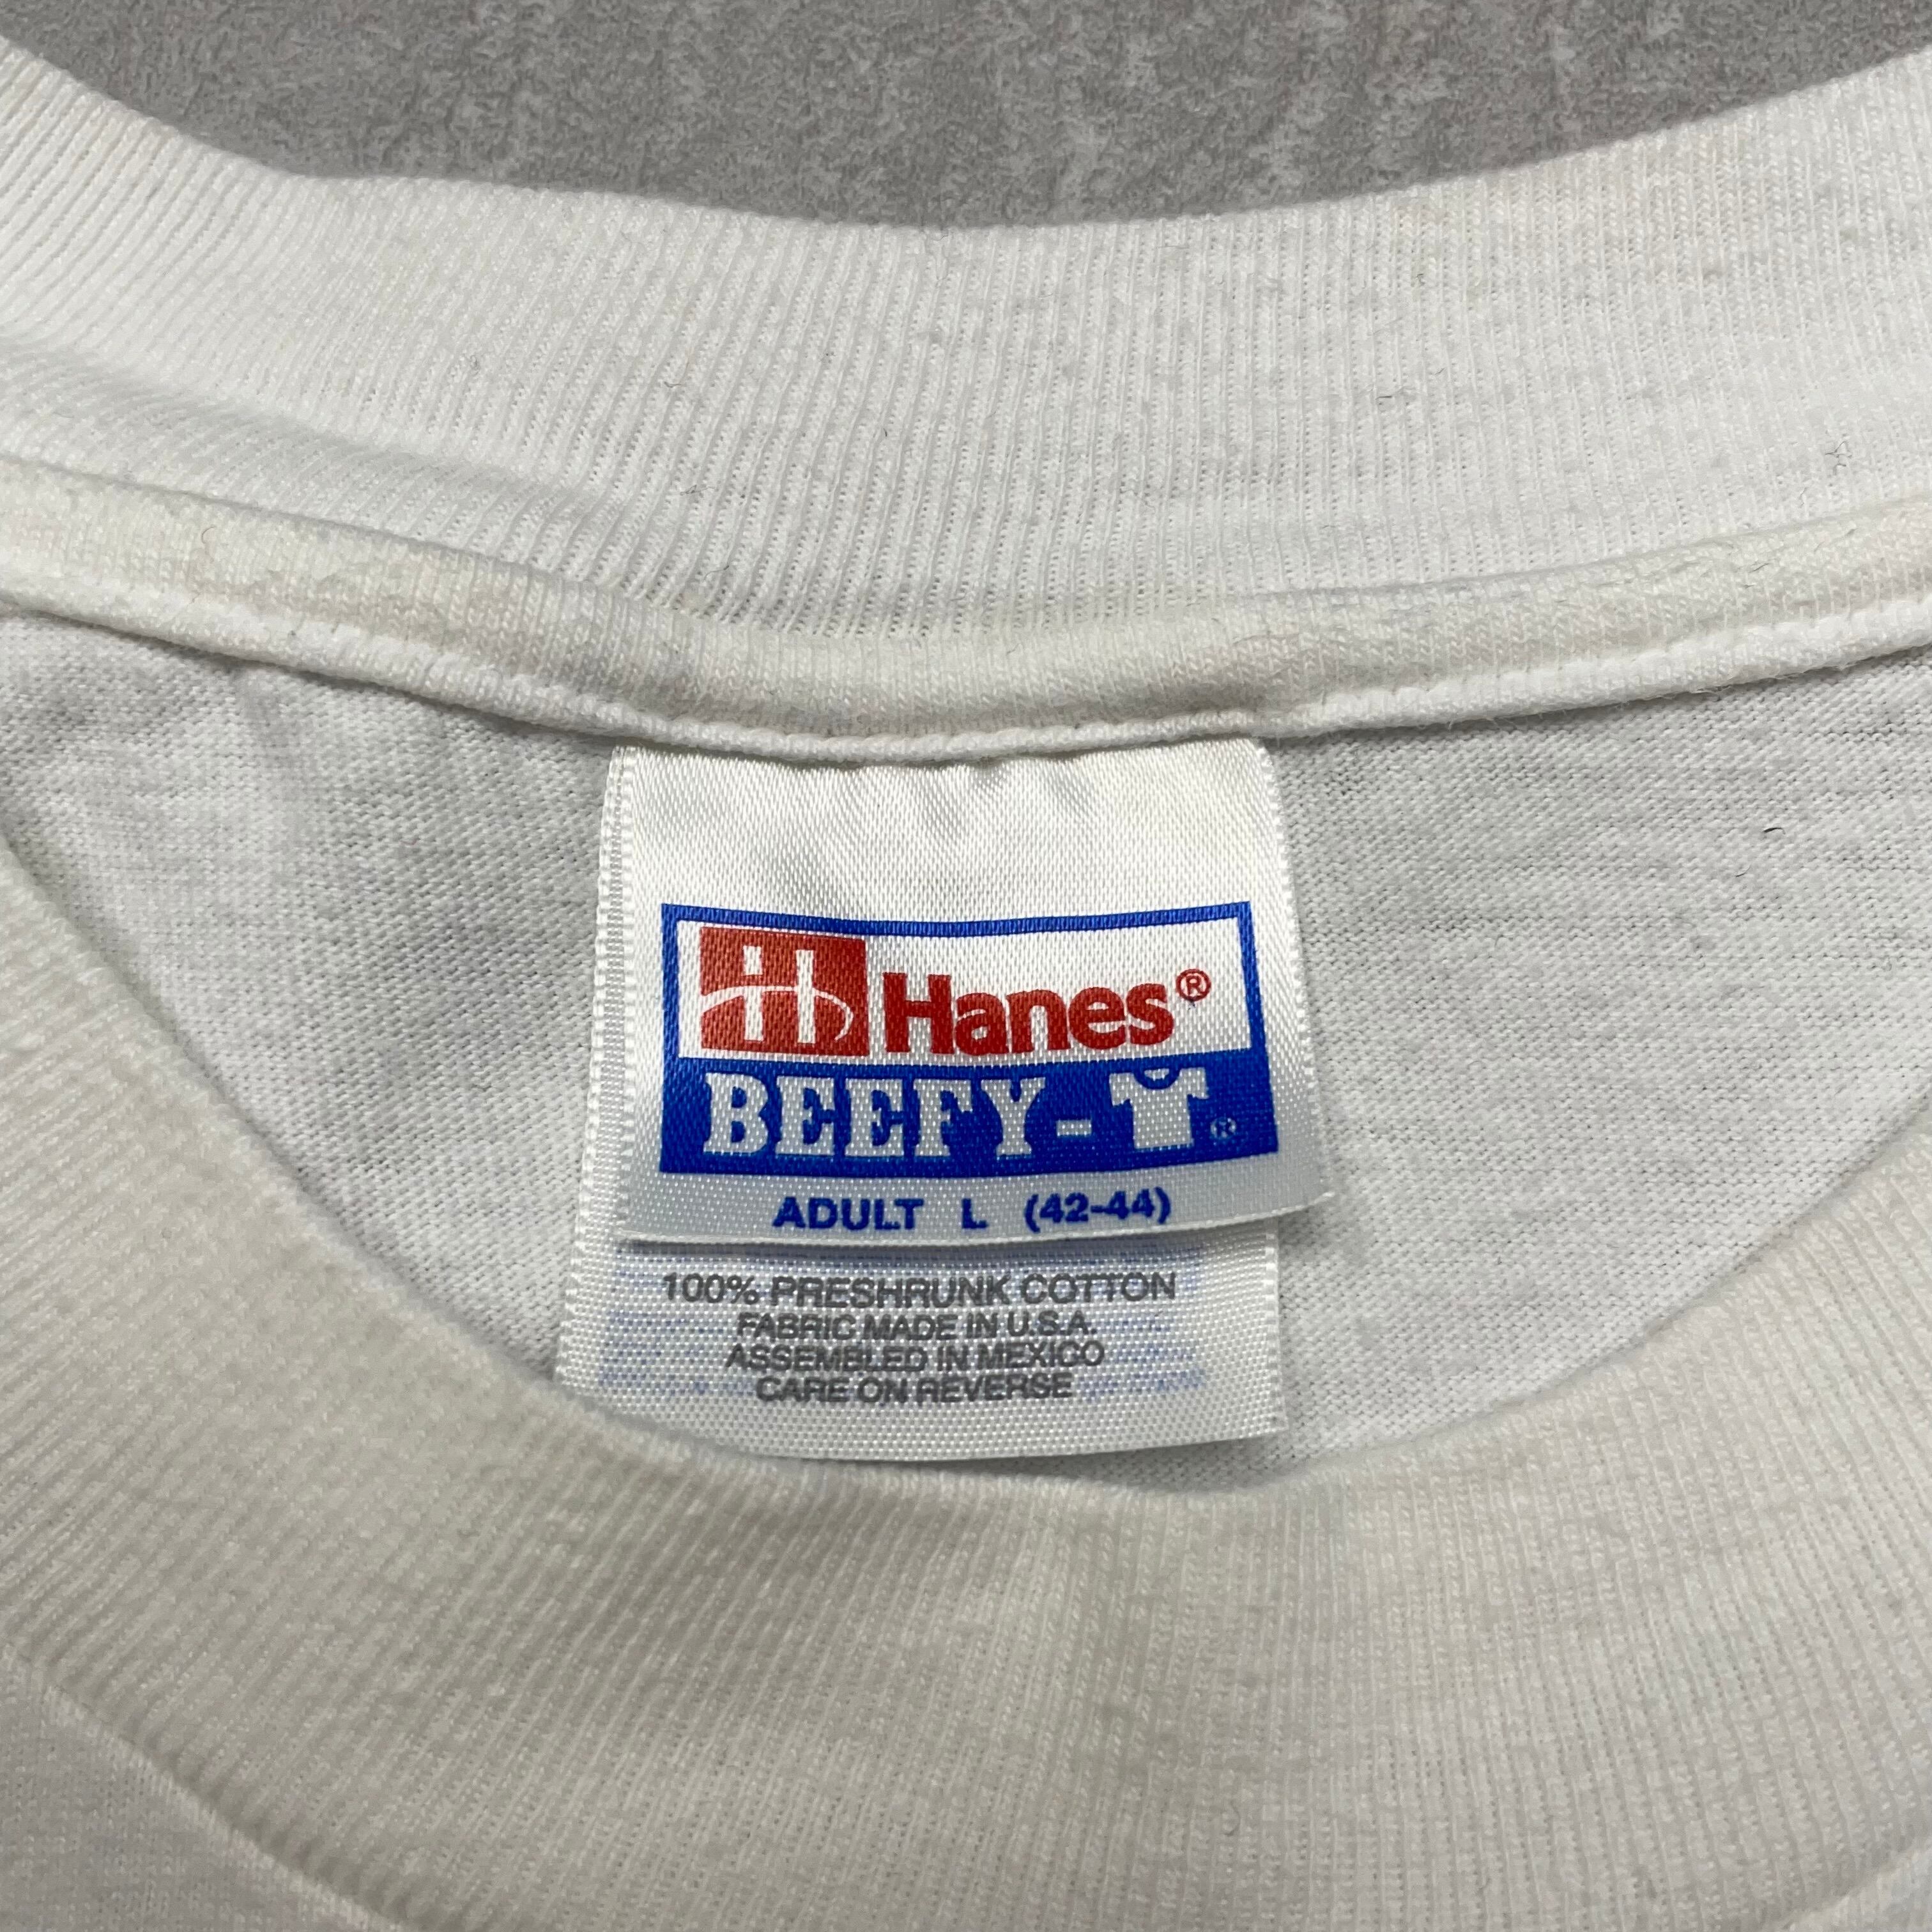 Hanes®
BEEFY-T®
ADULT L (42-44)
100% PRESHRUNK COTTON
FABRIC MADE IN U.S.A.
ASSEMBLED IN MEXICO
CARE ON REVERSE